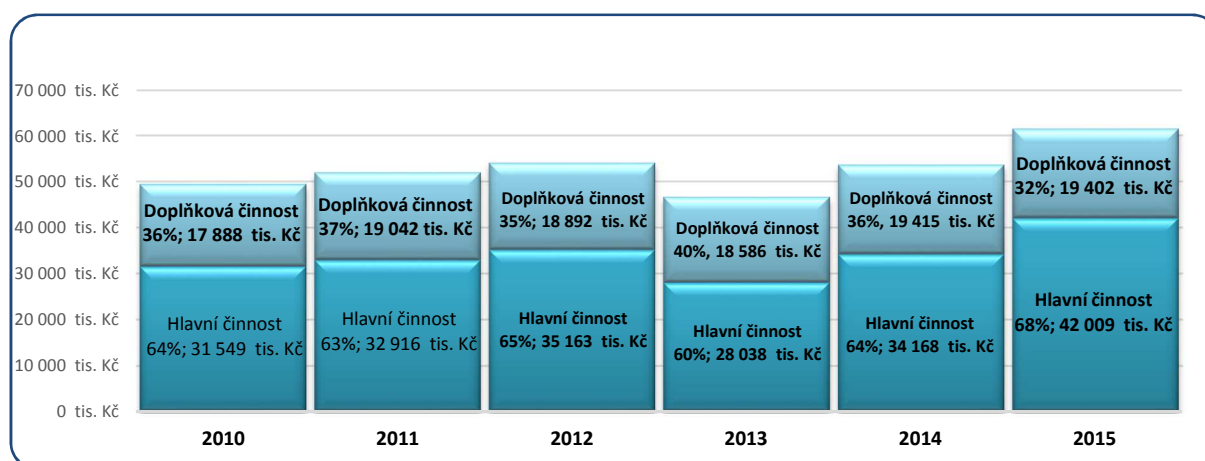 70 000 tis. Kč
60 000 tis. Kč
50 000 tis. Kč
40 000 tis. Kč
30 000 tis. Kč
20 000 tis. Kč
10 000 tis. Kč
0 tis. Kč
Doplňková činnost
36%; 17 888 tis. Kč
Hlavní činnost
64%; 31 549 tis. Kč
Doplňková činnost
37%; 19 042 tis. Kč
Hlavní činnost
63%; 32 916 tis. Kč
Doplňková činnost
35%; 18 892 tis. Kč
Hlavní činnost
65%; 35 163 tis. Kč
Doplňková činnost
40%, 18 586 tis. Kč
Hlavní činnost
60%; 28 038 tis. Kč
Doplňková činnost
36%, 19 415 tis. Kč
Hlavní činnost
64%; 34 168 tis. Kč
Doplňková činnost
32%; 19 402 tis. Kč
Hlavní činnost
68%; 42 009 tis. Kč
2010
2011
2012
2013
2014
2015